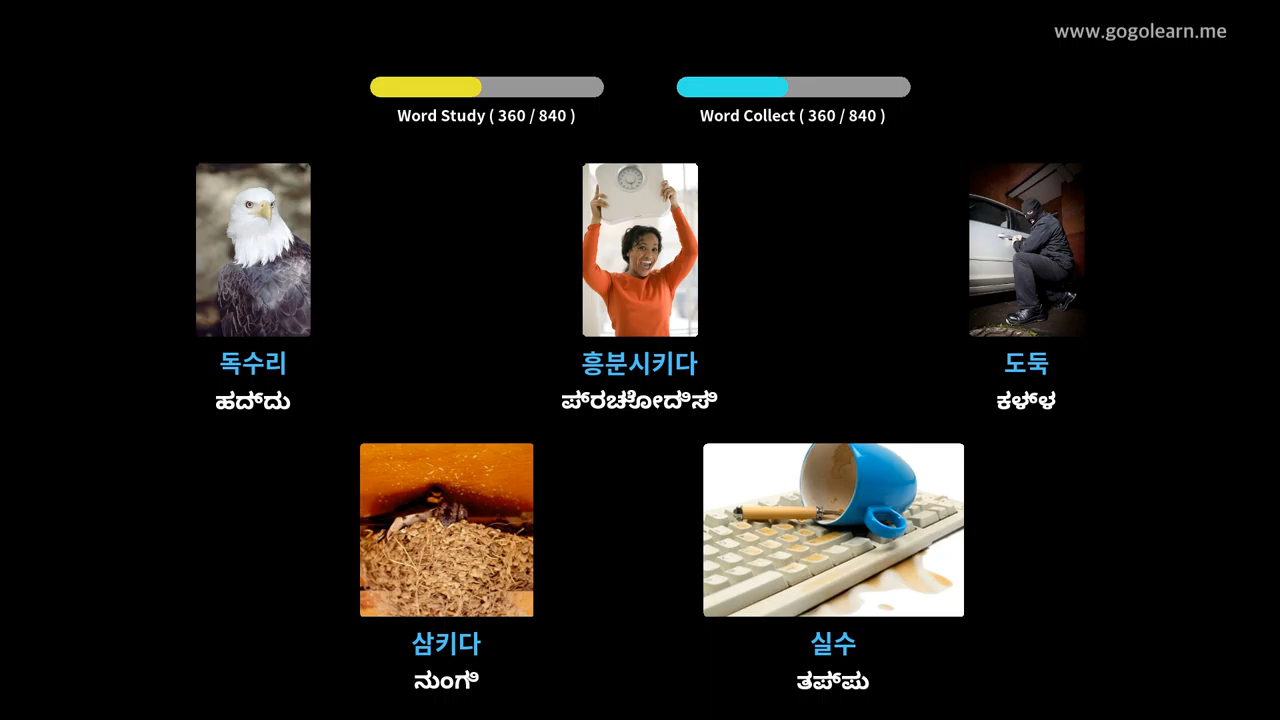 www.gogolearn.me
Word Study ( 360 / 840 )
Word Collect ( 360 / 840 )
독수리
ಹದ್ದು
흥분시키다
ಪ್ರಚೋದಿಸಿ
도둑
ಕಳ್ಳ
삼키다
ನುಂಗಿ
실수
ತಪ್ಪು